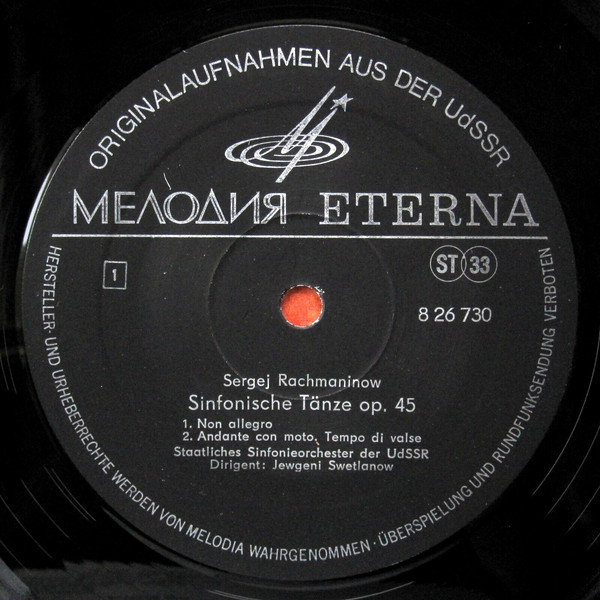 ORIGINALAUFNAHMEN AUS DER UdSSR
МЕЛОДИЯ ETERNA
1
ST 33
8 26 730
Sergej Rachmaninow
Sinfonische Tänze op. 45
1. Non allegro
2. Andante con moto, Tempo di valse
Staatliches Sinfonieorchester der UdSSR
Dirigent: Jewgeni Swetlanow
HERSTELLER- UND URHEBERRECHTE WERDEN VON MELODIA WAHRGENOMMEN · ÜBERSPIELUNG UND RUNDFUNKSENDUNG VERBOTEN